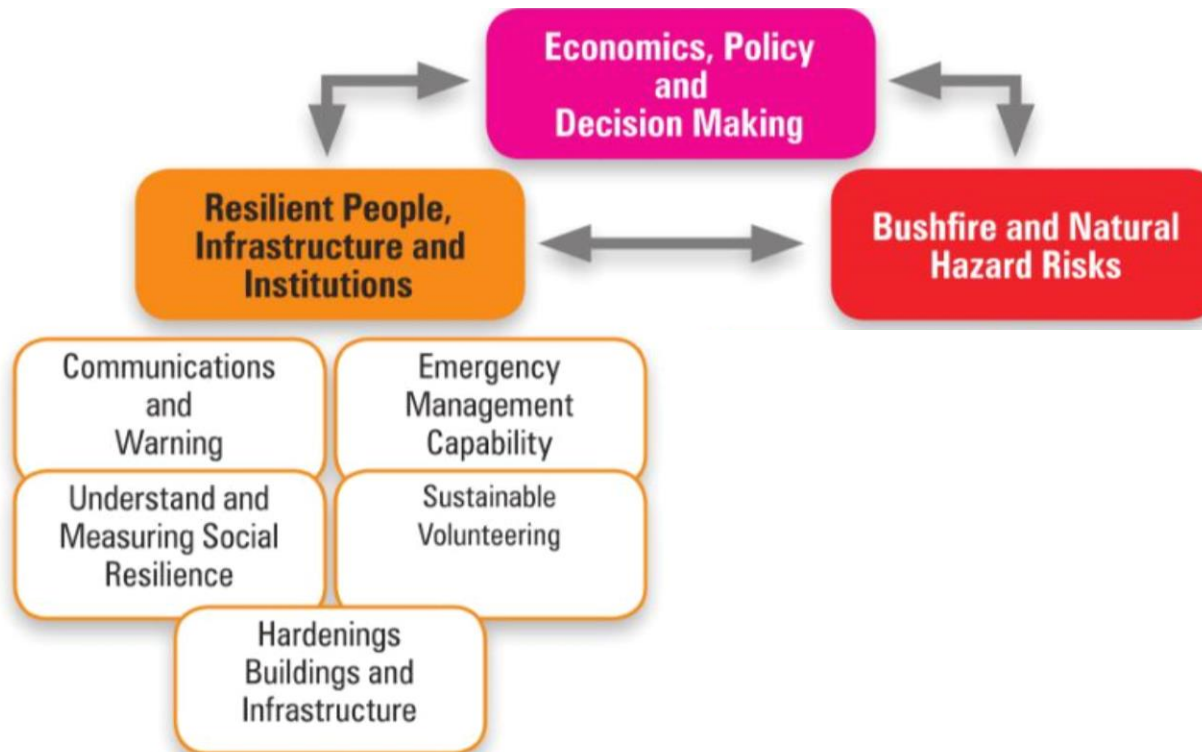 Economics, Policy
and
Decision Making
Resilient People,
Infrastructure and
Institutions
Bushfire and Natural
Hazard Risks
Communications
and
Warning
Emergency
Management
Capability
Understand and
Measuring Social
Resilience
Sustainable
Volunteering
Hardenings
Buildings and
Infrastructure